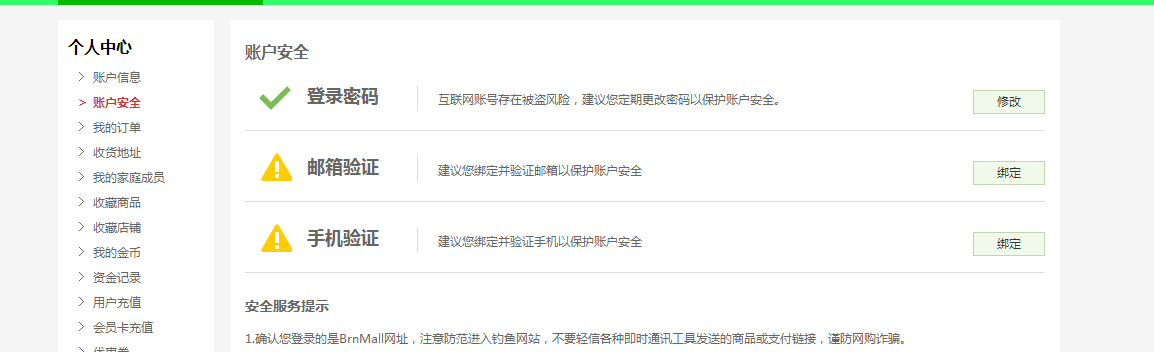 个人中心
> 账户信息
> 账户安全
> 我的订单
> 收货地址
> 我的家庭成员
> 收藏商品
> 收藏店铺
> 我的金币
> 资金记录
> 用户充值
> 会员卡充值
> 优惠券
账户安全
登录密码 互联网账号存在被盗风险，建议您定期更改密码以保护账户安全。 修改
邮箱验证 建议您绑定并验证邮箱以保护账户安全 绑定
手机验证 建议您绑定并验证手机以保护账户安全 绑定
安全服务提示
1.确认您登录的是BrnMall网址，注意防范进入钓鱼网站，不要轻信各种即时通讯工具发送的商品或支付链接，谨防网购诈骗。